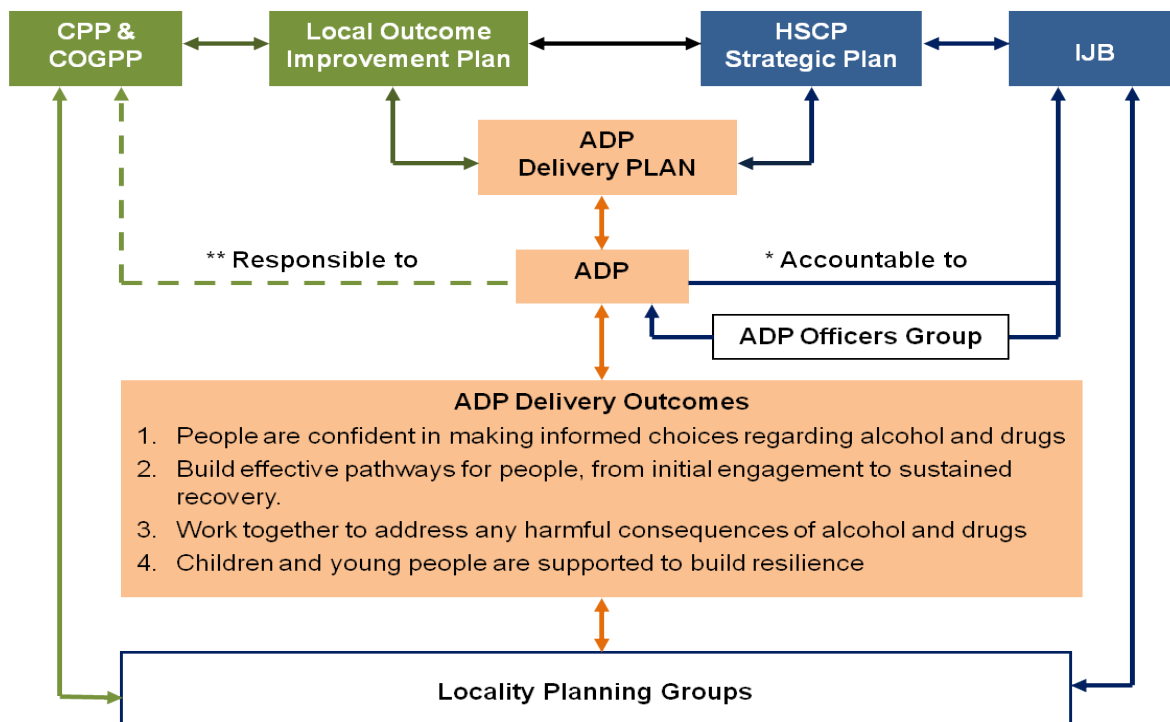 CPP &
COGPP
Local Outcome
Improvement Plan
HSCP
Strategic Plan
IJB
ADP
Delivery PLAN
** Responsible to
ADP
* Accountable to
ADP Officers Group
ADP Delivery Outcomes
1. People are confident in making informed choices regarding alcohol and drugs
2. Build effective pathways for people, from initial engagement to sustained
recovery.
3. Work together to address any harmful consequences of alcohol and drugs
4. Children and young people are supported to build resilience
Locality Planning Groups